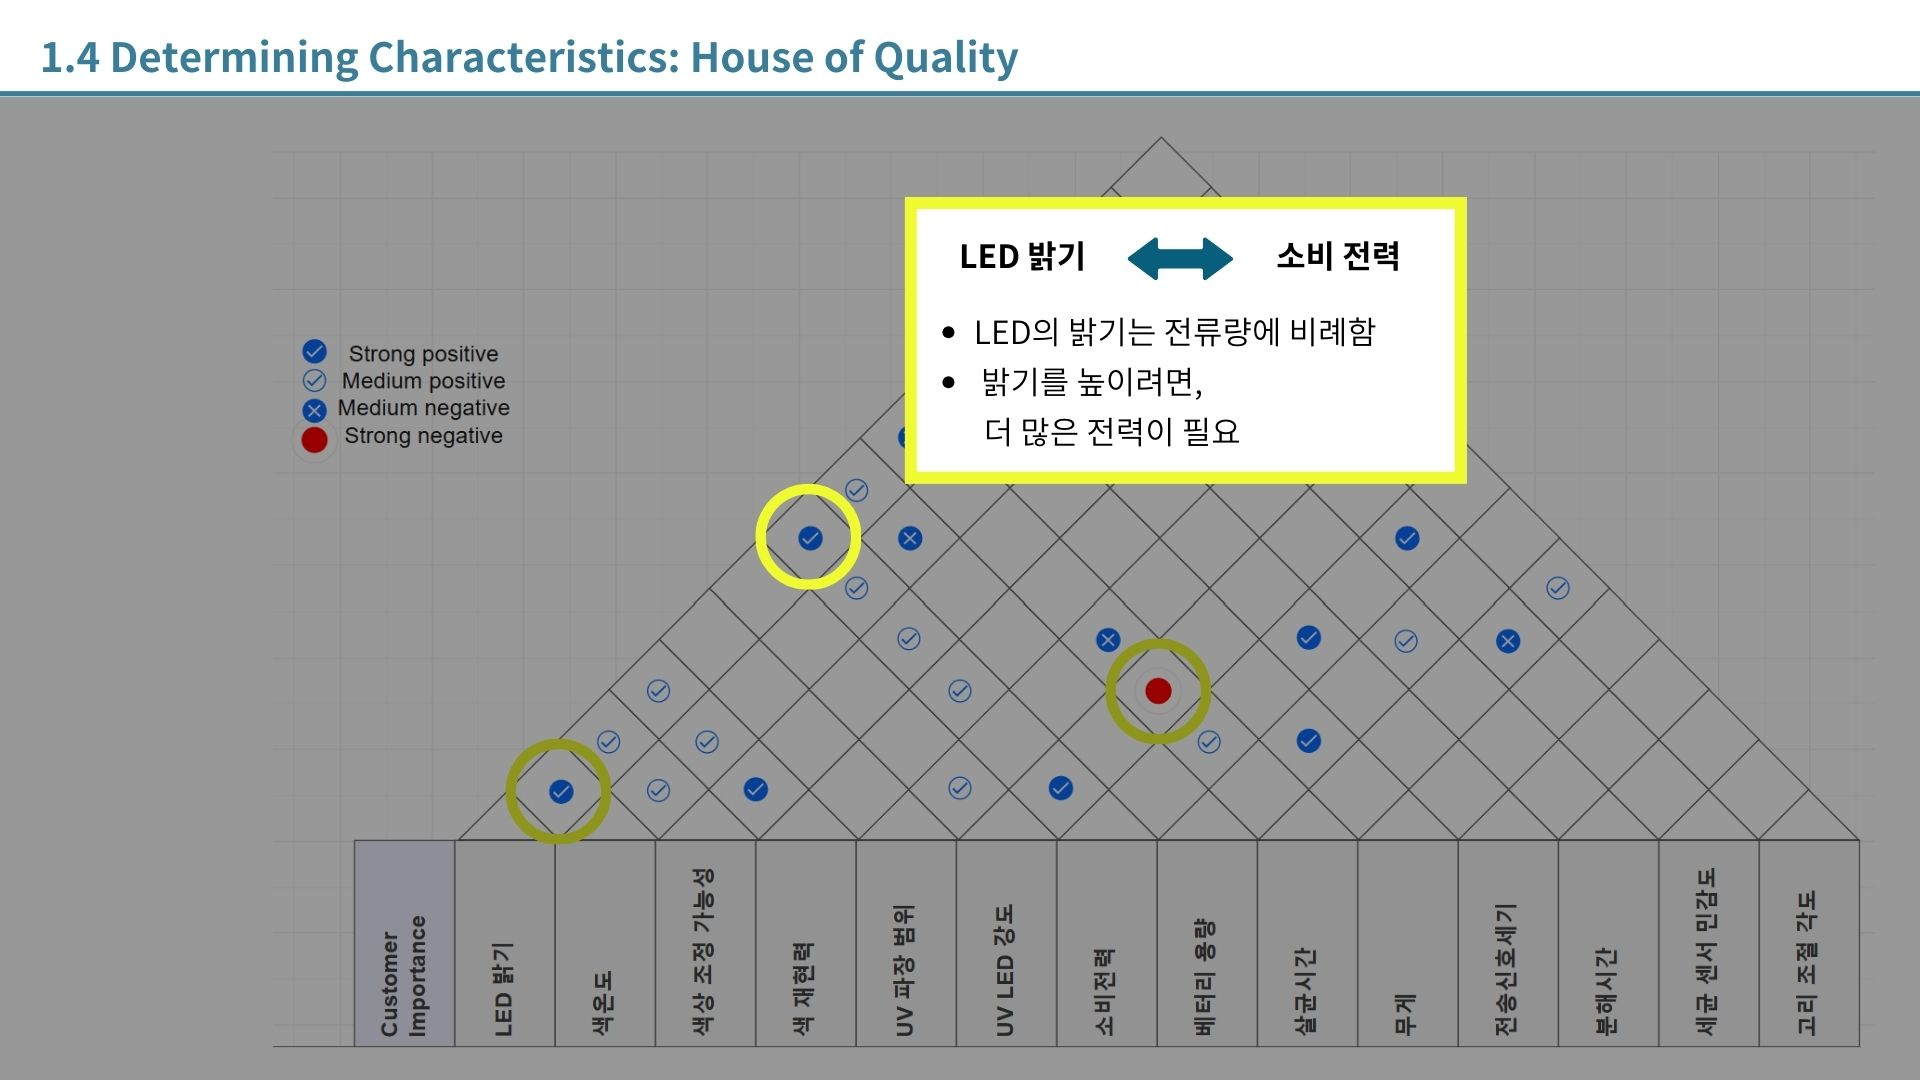 1.4 Determining Characteristics: House of Quality
LED 밝기
소비 전력
LED의 밝기는 전류량에 비례함
밝기를 높이려면,
더 많은 전력이 필요
Strong positive
Medium positive
Medium negative
Strong negative
Customer
Importance
LED 밝기
색온도
색상 조정 가능성
색 재현력
UV 파장 범위
UV LED 강도
소비전력
베터리 용량
살균시간
무게
전송신호세기
분해시간
세균 센서 민감도
고리 조절 각도